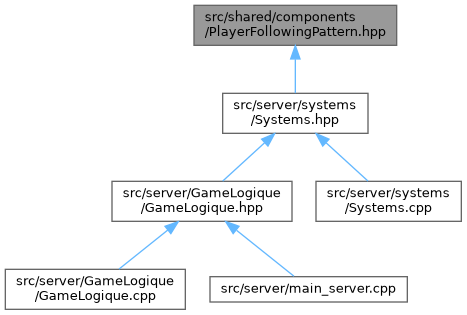 src/shared/components
/PlayerFollowingPattern.hpp
src/server/systems
/Systems.hpp
src/server/GameLogique
/GameLogique.hpp
src/server/systems
/Systems.cpp
src/server/GameLogique
/GameLogique.cpp
src/server/main_server.cpp